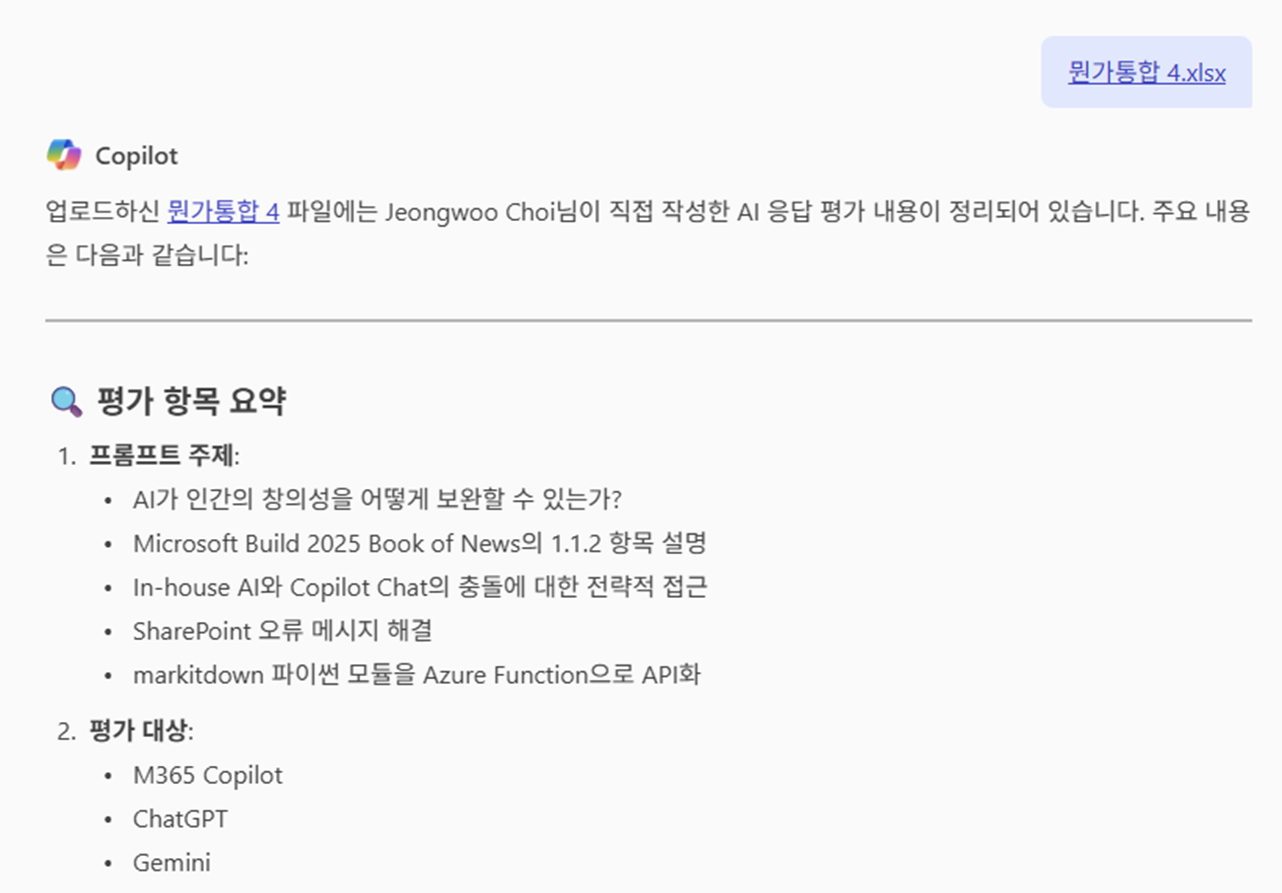 뭔가통합 4.xlsx
Copilot
업로드하신 뭔가통합 4 파일에는 Jeongwoo Choi님이 직접 작성한 AI 응답 평가 내용이 정리되어 있습니다. 주요 내용
은 다음과 같습니다:
🔍 평가 항목 요약
1. 프롬프트 주제:
• AI가 인간의 창의성을 어떻게 보완할 수 있는가?
• Microsoft Build 2025 Book of News의 1.1.2 항목 설명
• In-house AI와 Copilot Chat의 충돌에 대한 전략적 접근
• SharePoint 오류 메시지 해결
• markitdown 파이썬 모듈을 Azure Function으로 API화
2. 평가 대상:
• M365 Copilot
• ChatGPT
• Gemini